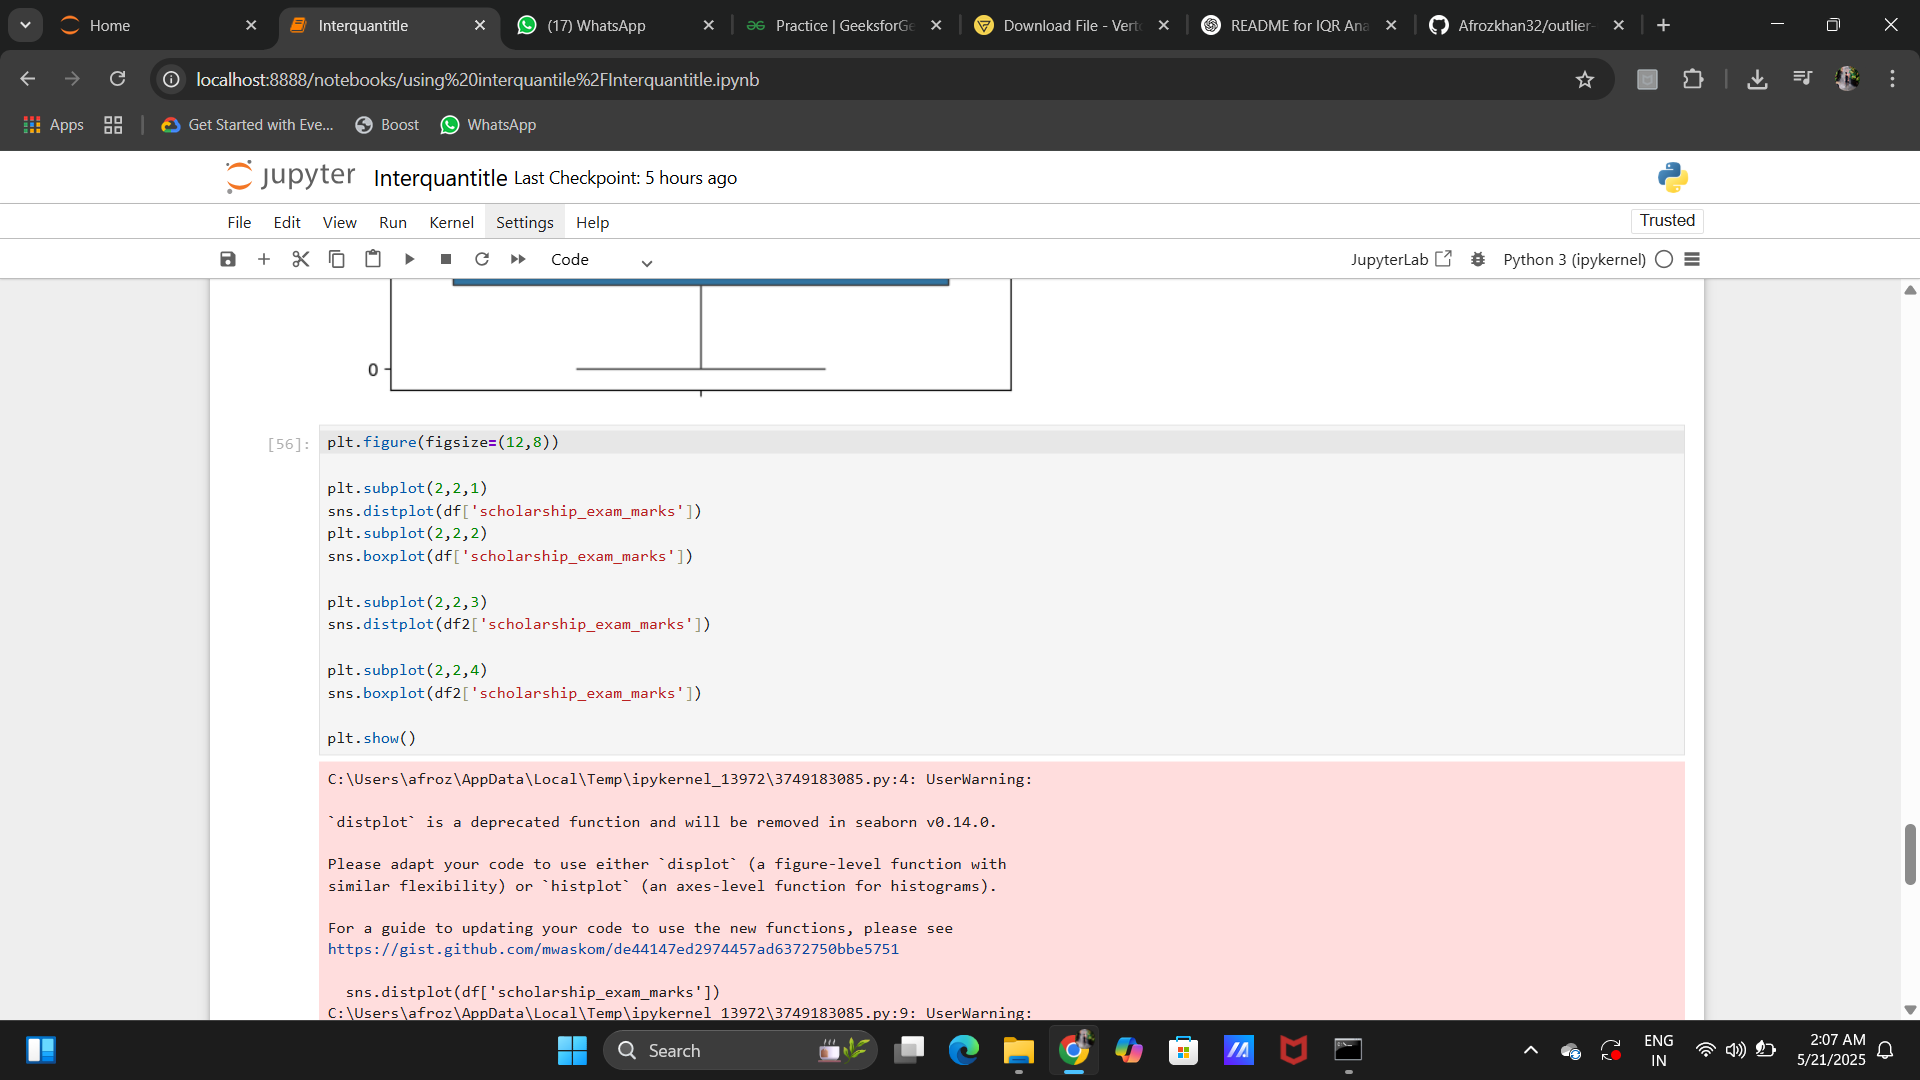 Home
Interquantitle
(17) WhatsApp
Practice | GeeksforGe
Download File - Verto
README for IQR Ana
Afrozkhan32/outlier-
localhost:8888/notebooks/using%20interquantile%2FInterquantitle.ipynb
Apps
Get Started with Eve...
Boost
WhatsApp
jupyter Interquantitle Last Checkpoint: 5 hours ago
File Edit View Run Kernel Settings Help
Trusted
Code
JupyterLab
Python 3 (ipykernel)
0
[56]:
plt.figure(figsize=(12,8))
plt.subplot(2,2,1)
sns.distplot(df['scholarship_exam_marks'])
plt.subplot(2,2,2)
sns.boxplot(df['scholarship_exam_marks'])
plt.subplot(2,2,3)
sns.distplot(df2['scholarship_exam_marks'])
plt.subplot(2,2,4)
sns.boxplot(df2['scholarship_exam_marks'])
plt.show()
C:\Users\afroz\AppData\Local\Temp\ipykernel_13972\3749183085.py:4: UserWarning:
`distplot` is a deprecated function and will be removed in seaborn v0.14.0.
Please adapt your code to use either `displot` (a figure-level function with
similar flexibility) or `histplot` (an axes-level function for histograms).
For a guide to updating your code to use the new functions, please see
https://gist.github.com/mwaskom/de44147ed2974457ad6372750bbe5751
sns.distplot(df['scholarship_exam_marks'])
C:\Users\afroz\AppData\Local\Temp\ipykernel_13972\3749183085.py:9: UserWarning:
Search
ENG
IN
2:07 AM
5/21/2025